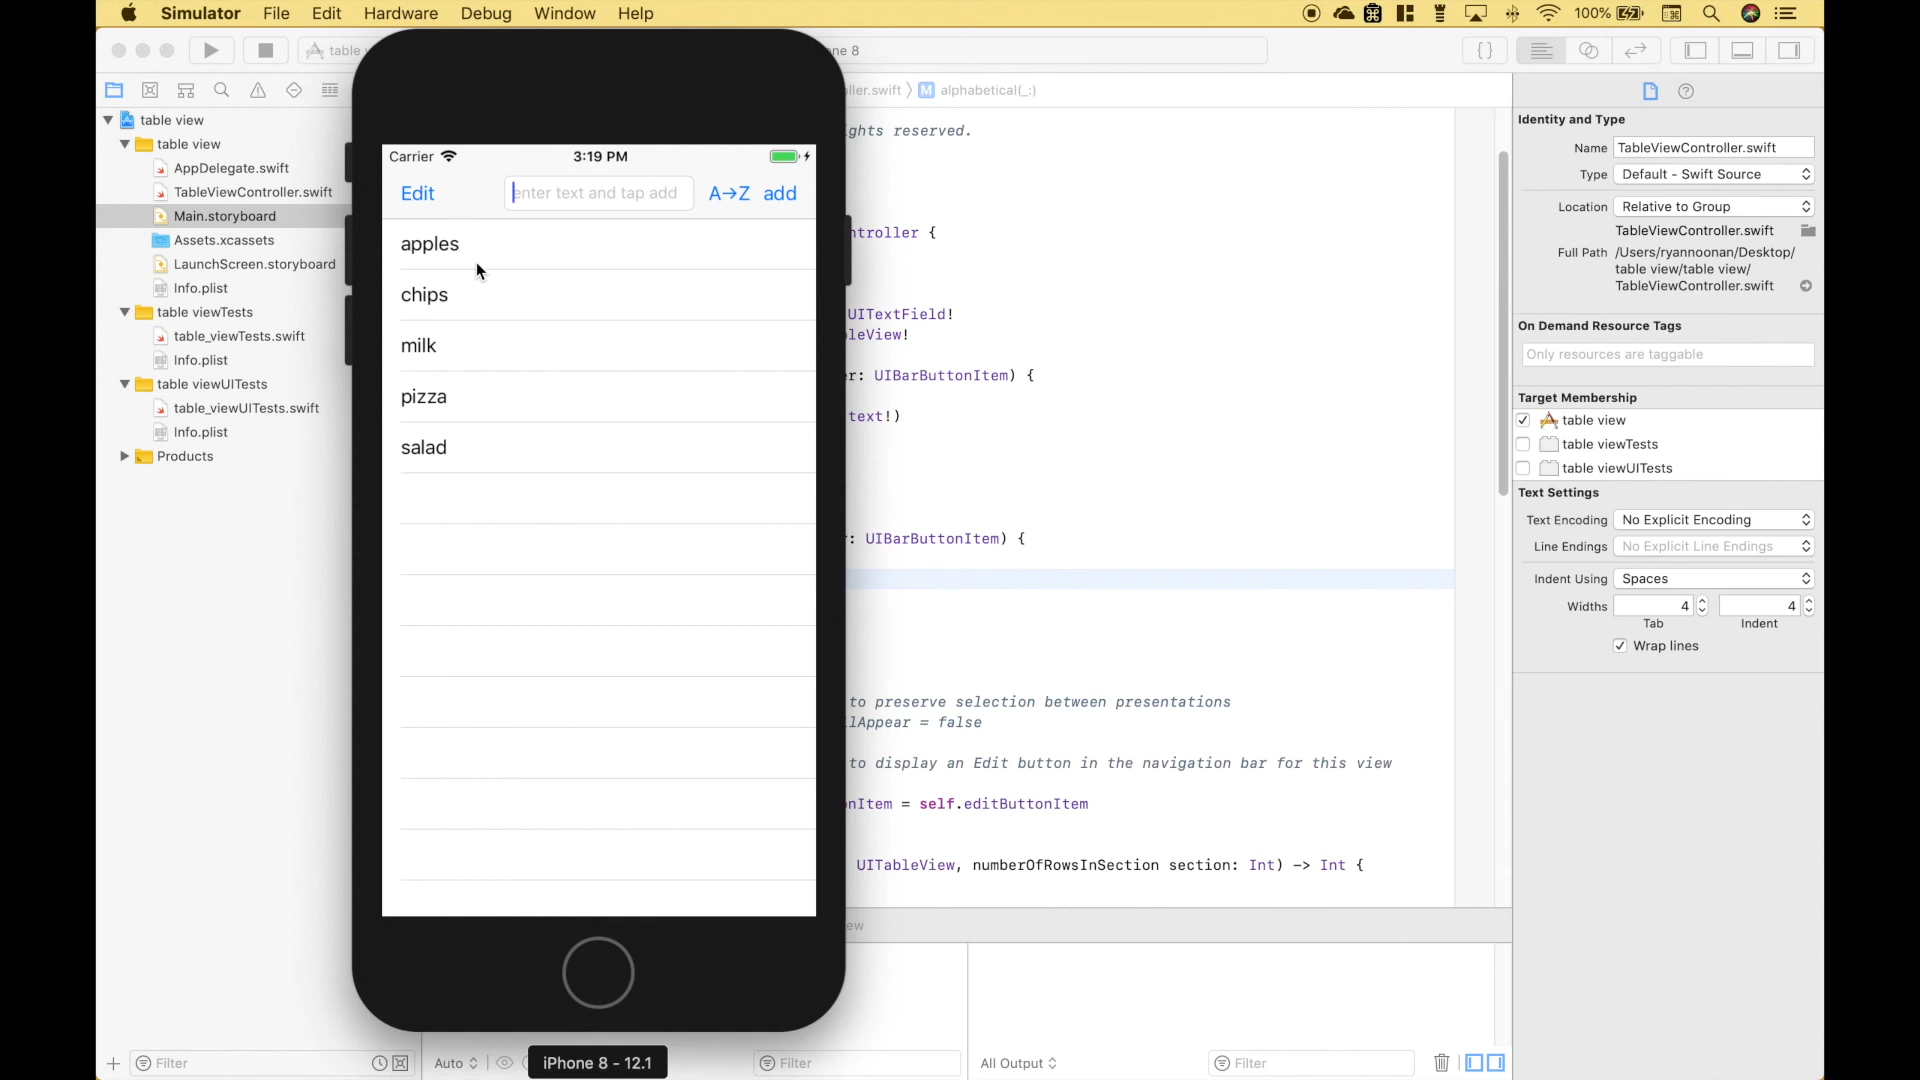 Simulator File Edit Hardware Debug Window Help 100%
table
ne 8
ller.swift M alphabetical(_:)
table view
table view
AppDelegate.swift
TableViewController.swift
Main.storyboard
Assets.xcassets
LaunchScreen.storyboard
Info.plist
table viewTests
table_viewTests.swift
Info.plist
table viewUITests
table_viewUITests.swift
Info.plist
Products
Carrier 3:19 PM
Edit enter text and tap add A→Z add
apples
chips
milk
pizza
salad
iPhone 8 - 12.1
ights reserved.
ntroller {
UITextField!
leView!
r: UIBarButtonItem) {
text!)
: UIBarButtonItem) {
to preserve selection between presentations
lAppear = false
to display an Edit button in the navigation bar for this view
nItem = self.editButtonItem
UITableView, numberOfRowsInSection section: Int) -> Int {
ew
Filter
Auto
Filter
All Output
Filter
Identity and Type
Name TableViewController.swift
Type Default - Swift Source
Location Relative to Group
TableViewController.swift
Full Path /Users/ryannoonan/Desktop/
table view/table view/
TableViewController.swift
On Demand Resource Tags
Only resources are taggable
Target Membership
table view
table viewTests
table viewUITests
Text Settings
Text Encoding No Explicit Encoding
Line Endings No Explicit Line Endings
Indent Using Spaces
Widths 4 4
Tab Indent
Wrap lines